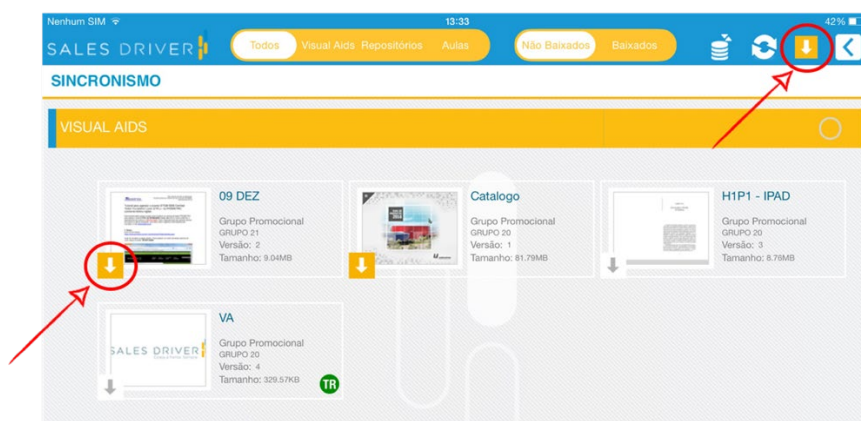 Nenhum SIM 13:33 42%
SALES DRIVER Todos Visual Aids Repositórios Aulas Não Baixados Baixados
SINCRONISMO
VISUAL AIDS
09 DEZ
Grupo Promocional
GRUPO 21
Versão: 2
Tamanho: 9.04MB
Catalogo
Grupo Promocional
GRUPO 20
Versão: 1
Tamanho: 81.79MB
H1P1 - IPAD
Grupo Promocional
GRUPO 20
Versão: 3
Tamanho: 8.76MB
SALES DRIVER
VA
Grupo Promocional
GRUPO 20
Versão: 4
Tamanho: 329.57KB
TR